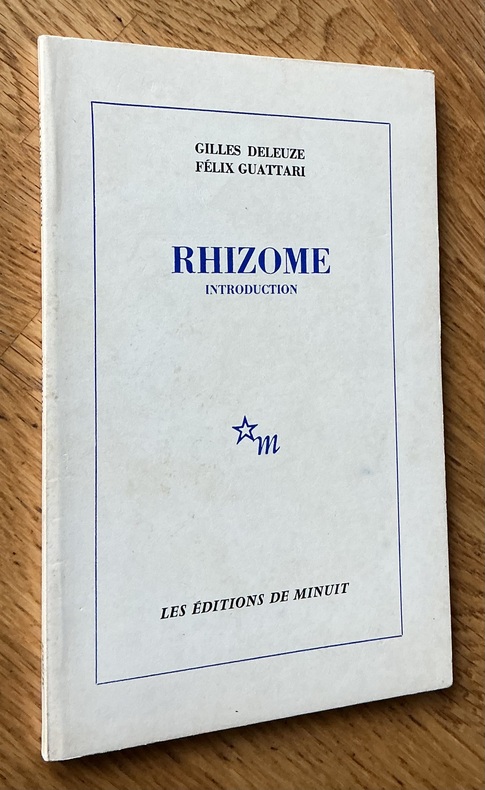 GILLES DELEUZE
FÉLIX GUATTARI
RHIZOME
INTRODUCTION
m
LES ÉDITIONS DE MINUIT